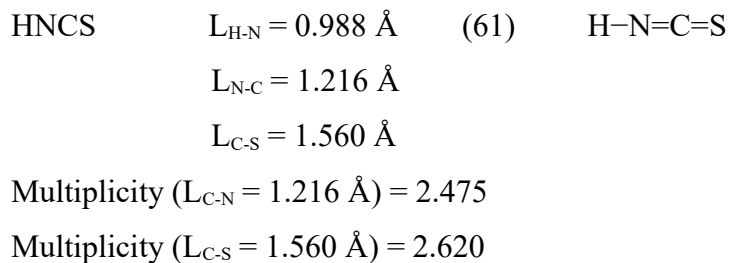 HNCS L_H-N = 0.988 Å (61) H−N=C=S
L_N-C = 1.216 Å
L_C-S = 1.560 Å
Multiplicity (L_C-N = 1.216 Å) = 2.475
Multiplicity (L_C-S = 1.560 Å) = 2.620